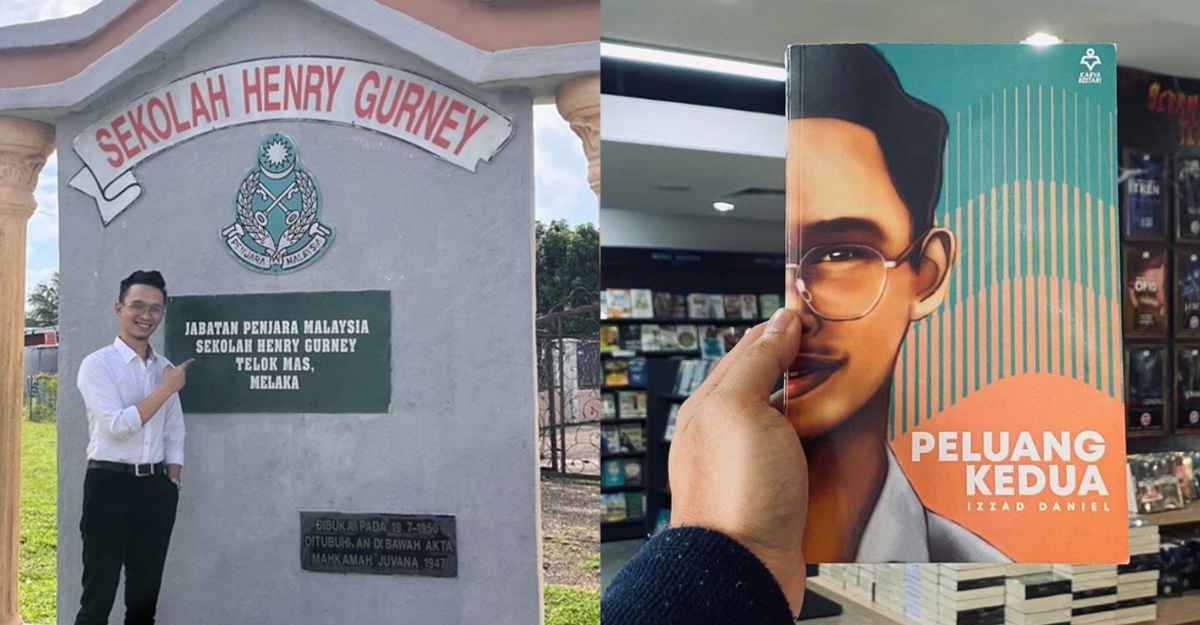 SEKOLAH HENRY GURNEY
PENJARA MALAYSIA
JABATAN PENJARA MALAYSIA
SEKOLAH HENRY GURNEY
TELOK MAS,
MELAKA
DIBUKA PADA 19-7-1950
DITUBUHKAN DI BAWAH AKTA
MAHKAMAH JUVANA 1947
KARYA
BESTARI
PELUANG
KEDUA
IZZAD DANIEL